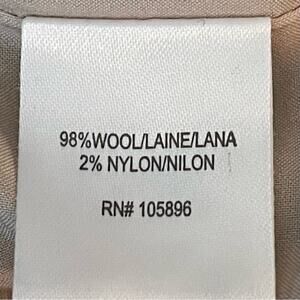 98%WOOL/LAINE/LANA
2% NYLON/NILON
RN# 105896